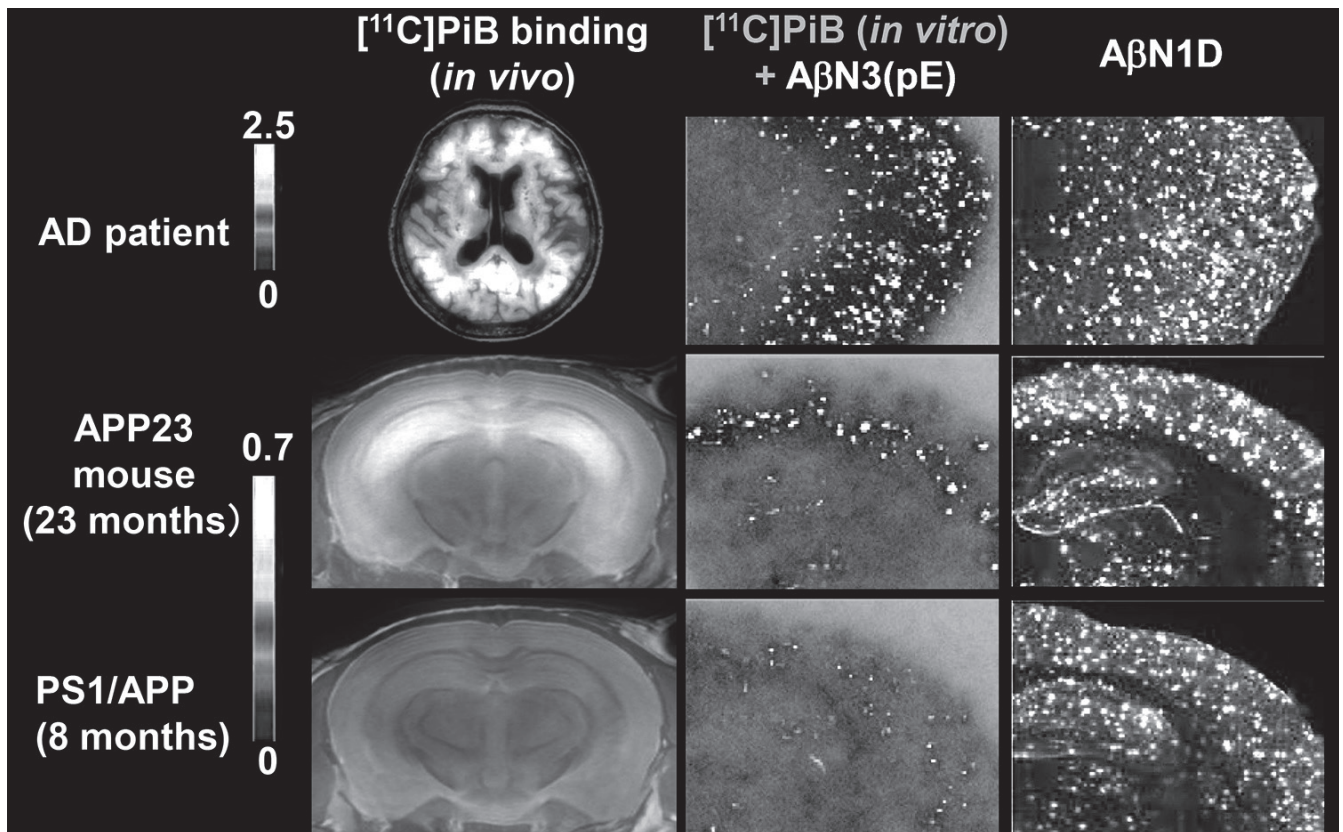 [¹¹C]PiB binding
(in vivo)
[¹¹C]PiB (in vitro)
+ AβN3(pE)
AβN1D
2.5
AD patient
0
APP23
mouse
(23 months)
0.7
PS1/APP
(8 months)
0